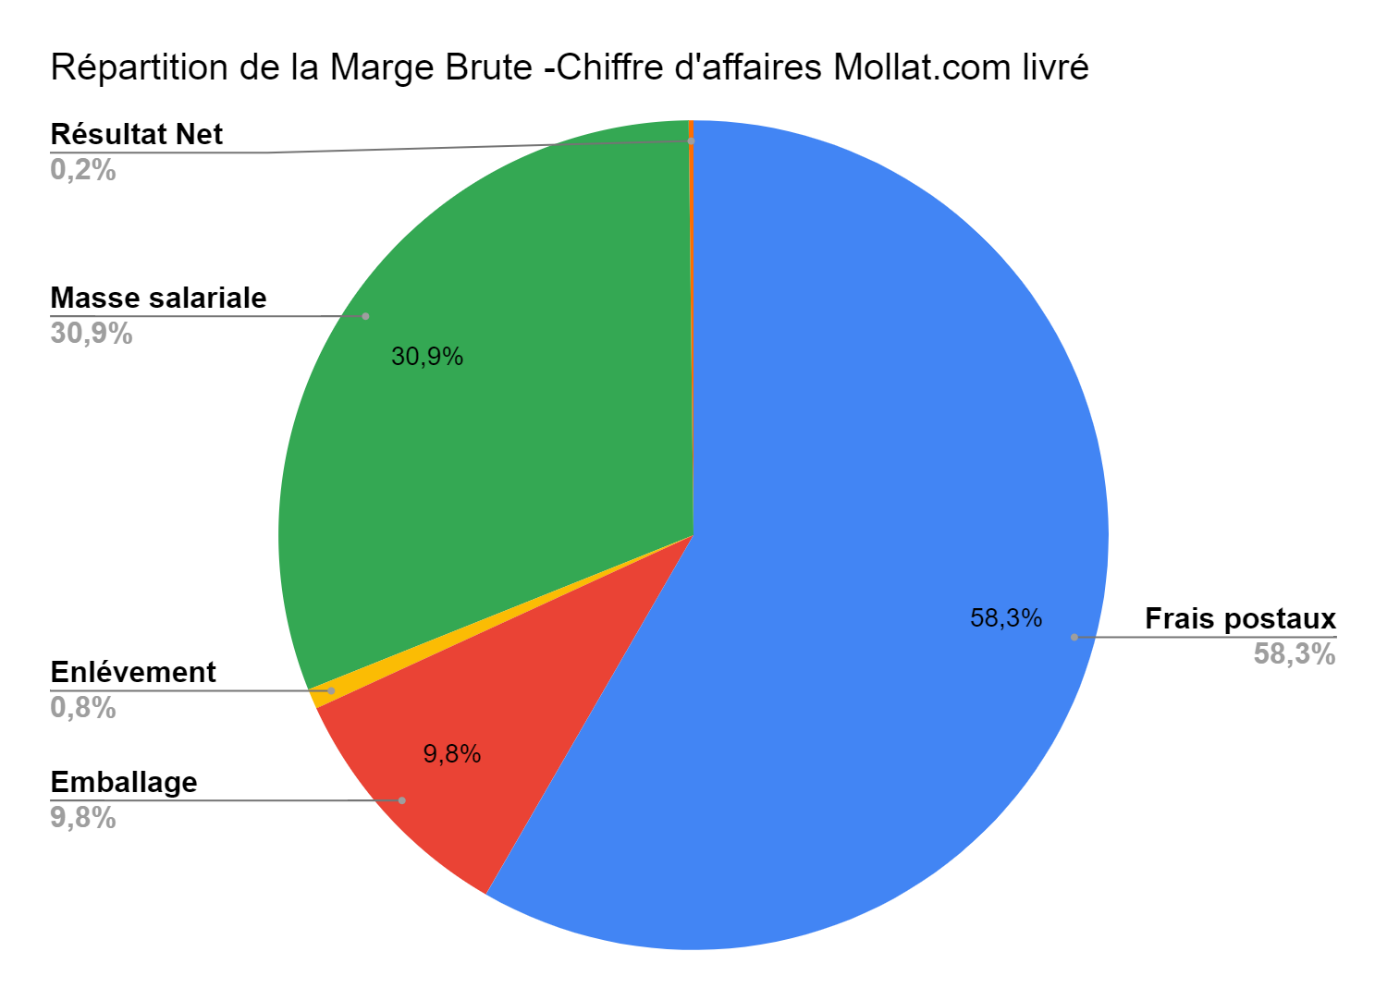 Répartition de la Marge Brute -Chiffre d'affaires Mollat.com livré
Résultat Net
0,2%
Masse salariale
30,9%
30,9%
Frais postaux
58,3%
58,3%
Enlévement
0,8%
9,8%
Emballage
9,8%